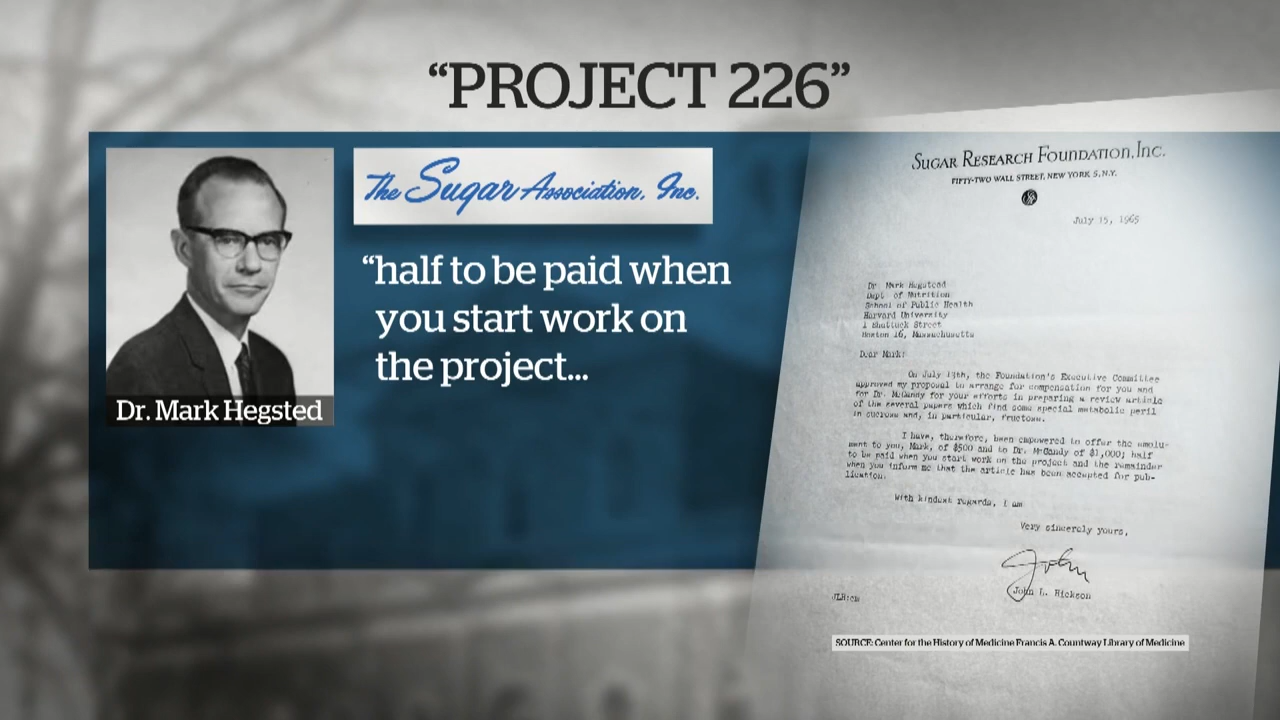 “PROJECT 226”
The Sugar Association, Inc.
“half to be paid when
you start work on
the project...
Dr. Mark Hegsted
SUGAR RESEARCH FOUNDATION, INC.
FIFTY-TWO WALL STREET, NEW YORK 5, N.Y.
July 15, 1965
Dr. Mark Hegstead
Dept of Nutrition
School of Public Health
Harvard University
1 Shattuck Street
Boston 16, Massachusetts
Dear Mark:
On July 13th, the Foundation's Executive Committee
approved my proposal to arrange for compensation for you and
for Dr. McGandy for your efforts in preparing a review article
of the several papers which find some special metabolic peril
in sucrose and, in particular, fructose.
I have, therefore, been empowered to offer the emolu-
ment to you, Mark, of $500 and to Dr. McGandy of $1,000; half
to be paid when you start work on the project and the remainder
when you inform me that the article has been accepted for pub-
lication.
With kindest regards, I am
Very sincerely yours,
John
John L. Hickson
JLH:cm
SOURCE: Center for the History of Medicine Francis A. Countway Library of Medicine